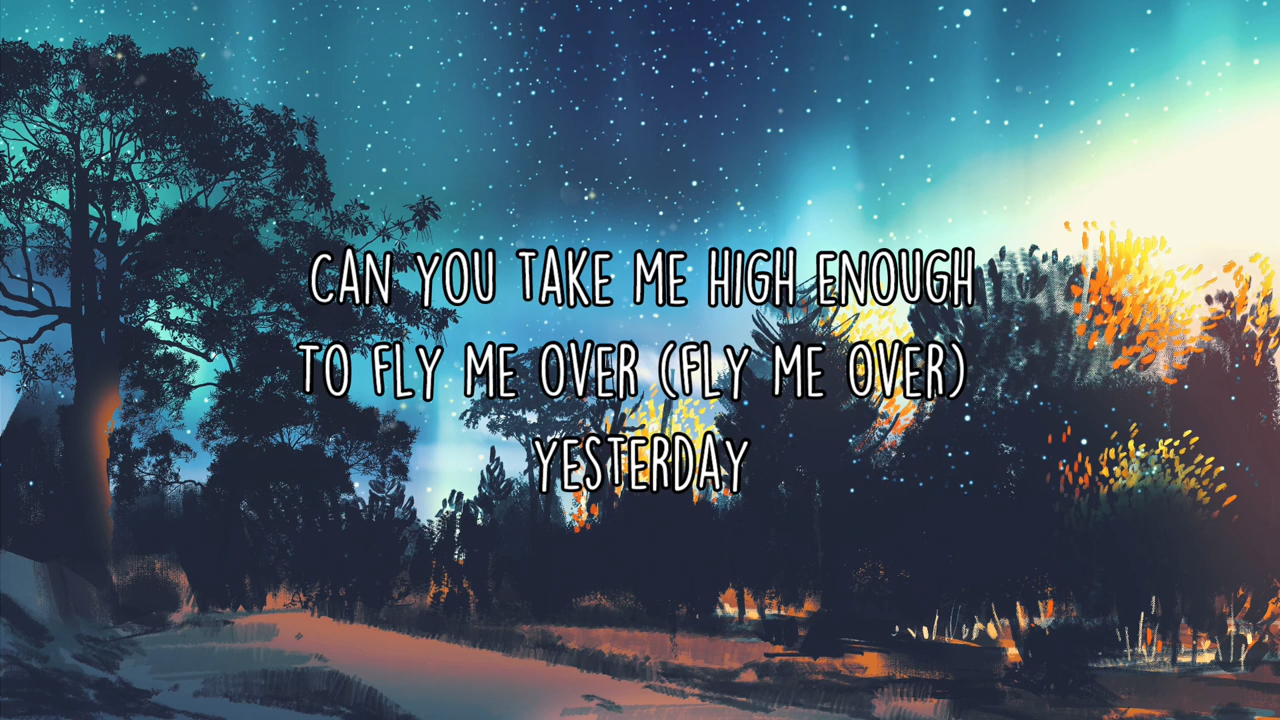 CAN YOU TAKE ME HIGH ENOUGH
TO FLY ME OVER (FLY ME OVER)
YESTERDAY